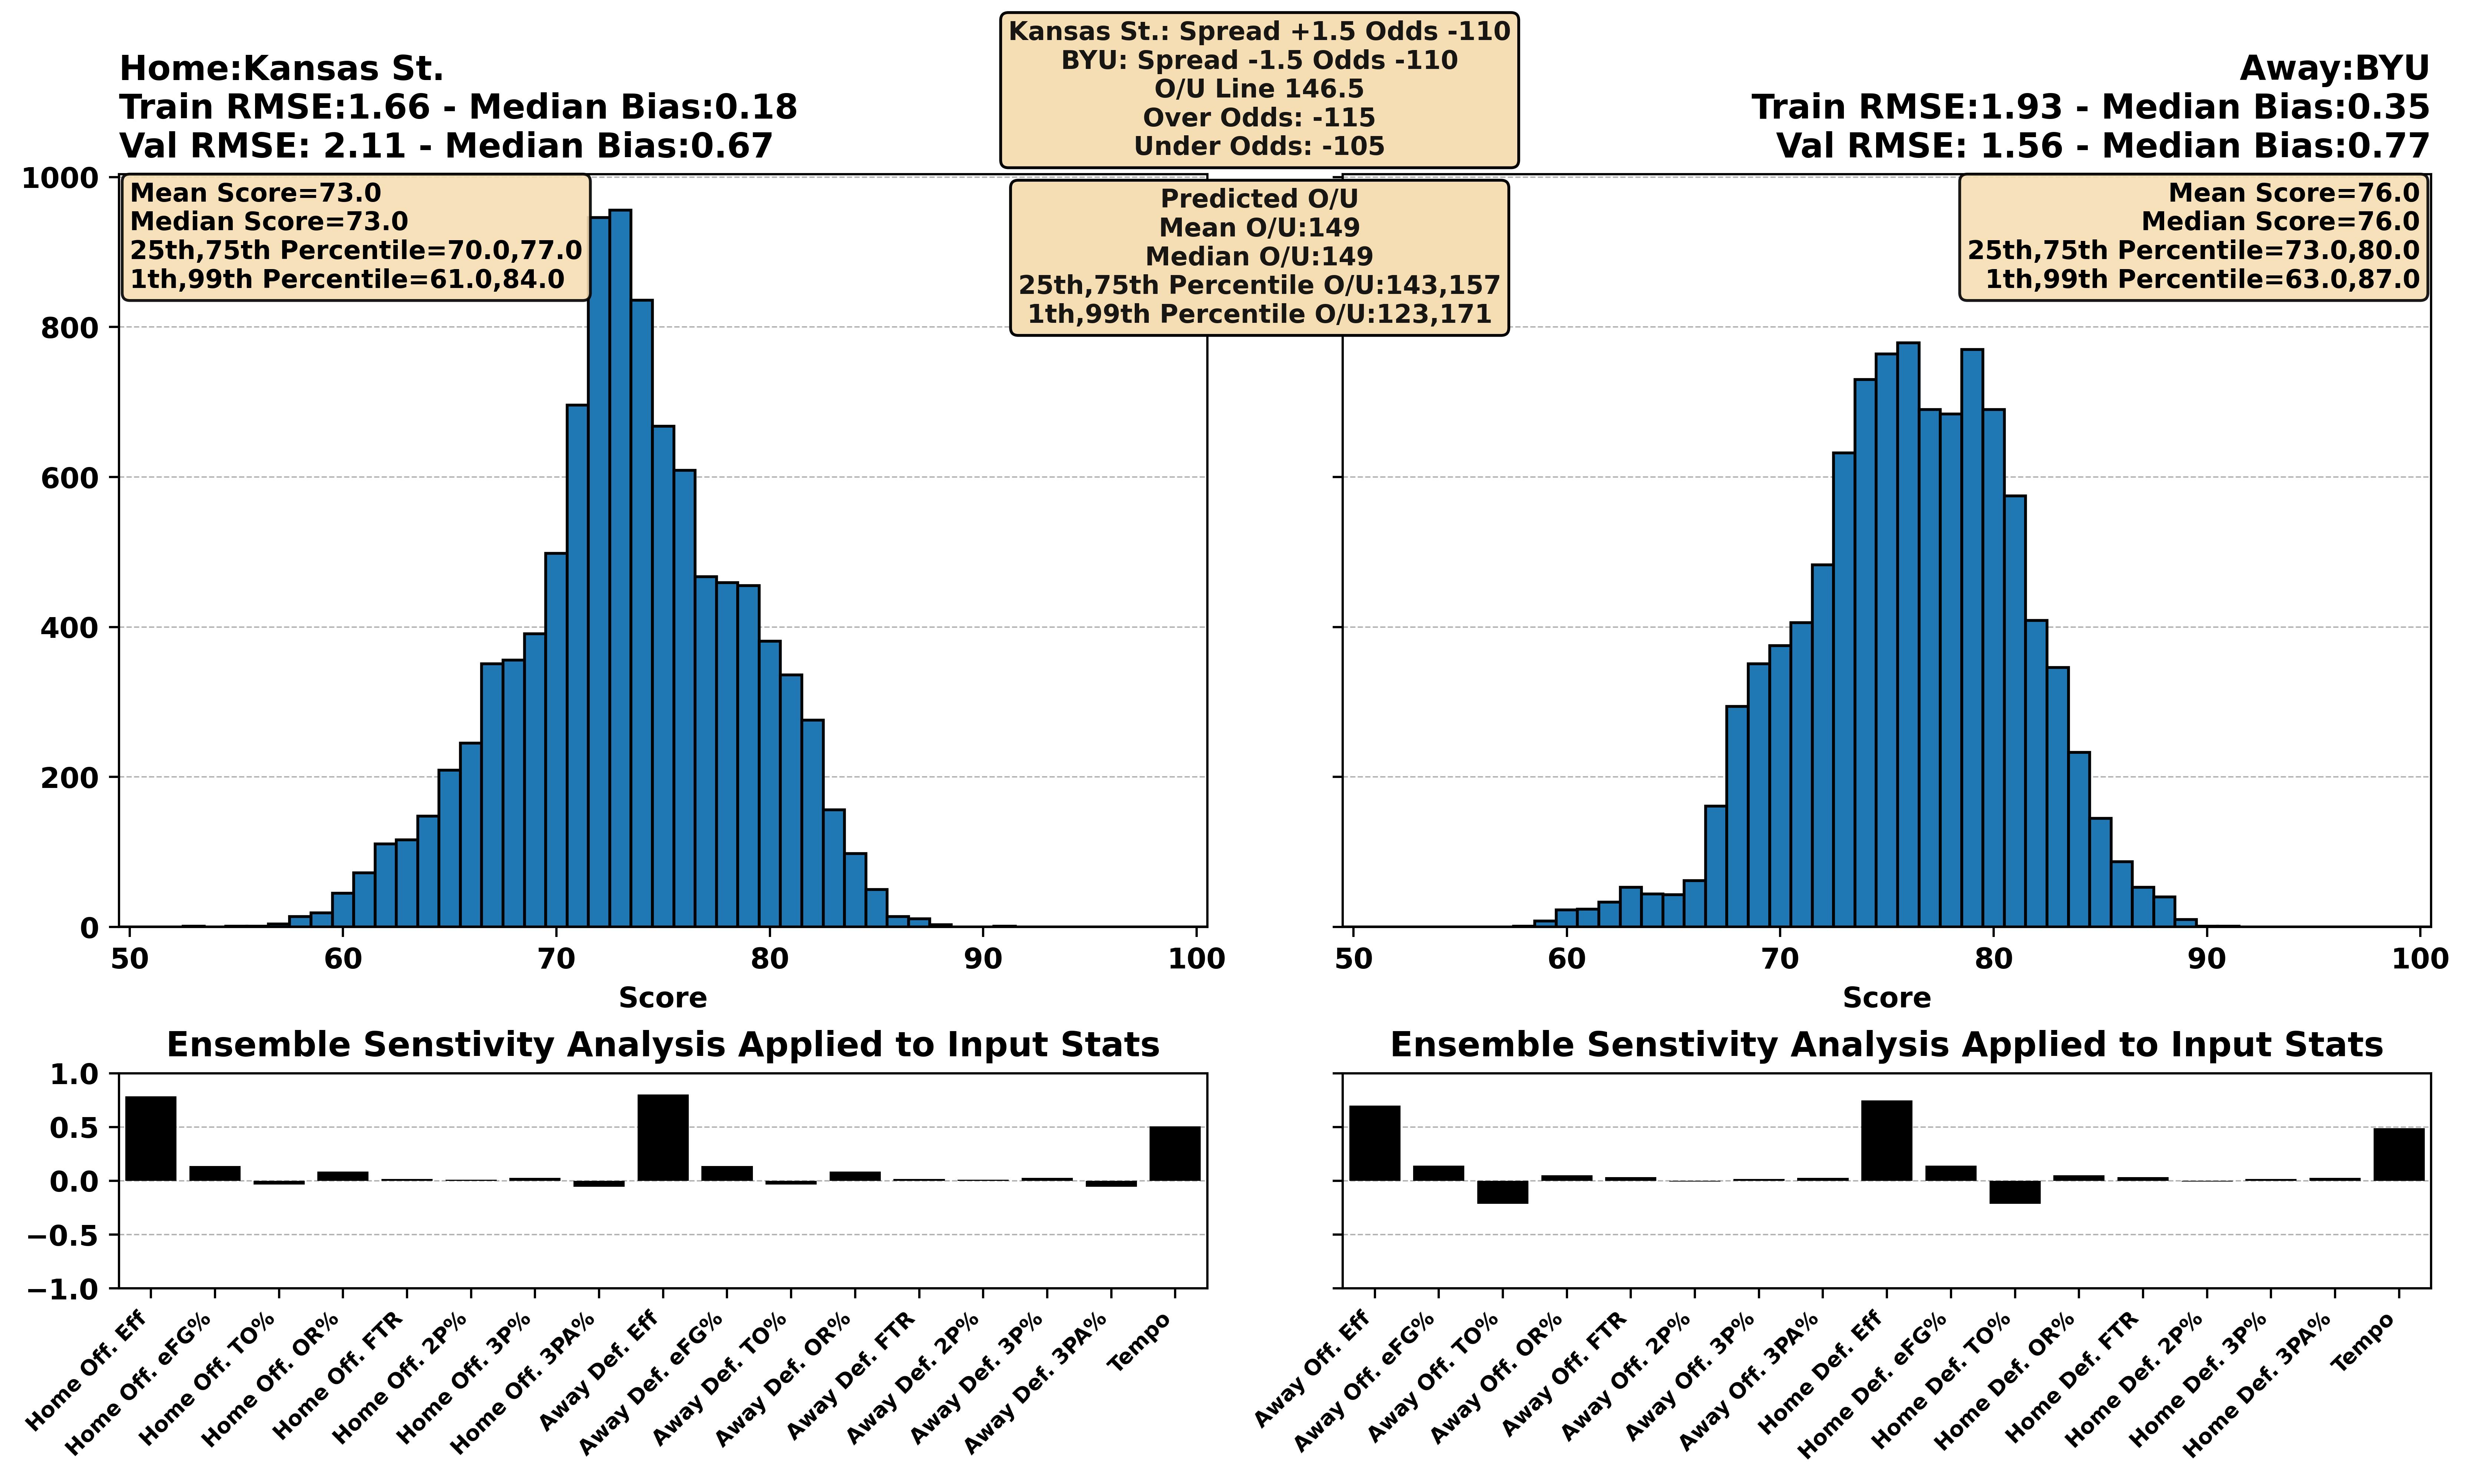 Kansas St.: Spread +1.5 Odds -110
BYU: Spread -1.5 Odds -110
O/U Line 146.5
Over Odds: -115
Under Odds: -105
Home:Kansas St.
Train RMSE:1.66 - Median Bias:0.18
Val RMSE: 2.11 - Median Bias:0.67
Away:BYU
Train RMSE:1.93 - Median Bias:0.35
Val RMSE: 1.56 - Median Bias:0.77
Mean Score=73.0
Median Score=73.0
25th,75th Percentile=70.0,77.0
1th,99th Percentile=61.0,84.0
Predicted O/U
Mean O/U:149
Median O/U:149
25th,75th Percentile O/U:143,157
1th,99th Percentile O/U:123,171
Mean Score=76.0
Median Score=76.0
25th,75th Percentile=73.0,80.0
1th,99th Percentile=63.0,87.0
1000
800
600
400
200
0
50 60 70 80 90 100
Score
50 60 70 80 90 100
Score
Ensemble Senstivity Analysis Applied to Input Stats
1.0
0.5
0.0
−0.5
−1.0
Home Off. Eff
Home Off. eFG%
Home Off. TO%
Home Off. OR%
Home Off. FTR
Home Off. 2P%
Home Off. 3P%
Home Off. 3PA%
Away Def. Eff
Away Def. eFG%
Away Def. TO%
Away Def. OR%
Away Def. FTR
Away Def. 2P%
Away Def. 3P%
Away Def. 3PA%
Tempo
Ensemble Senstivity Analysis Applied to Input Stats
Away Off. Eff
Away Off. eFG%
Away Off. TO%
Away Off. OR%
Away Off. FTR
Away Off. 2P%
Away Off. 3P%
Away Off. 3PA%
Home Def. Eff
Home Def. eFG%
Home Def. TO%
Home Def. OR%
Home Def. FTR
Home Def. 2P%
Home Def. 3P%
Home Def. 3PA%
Tempo